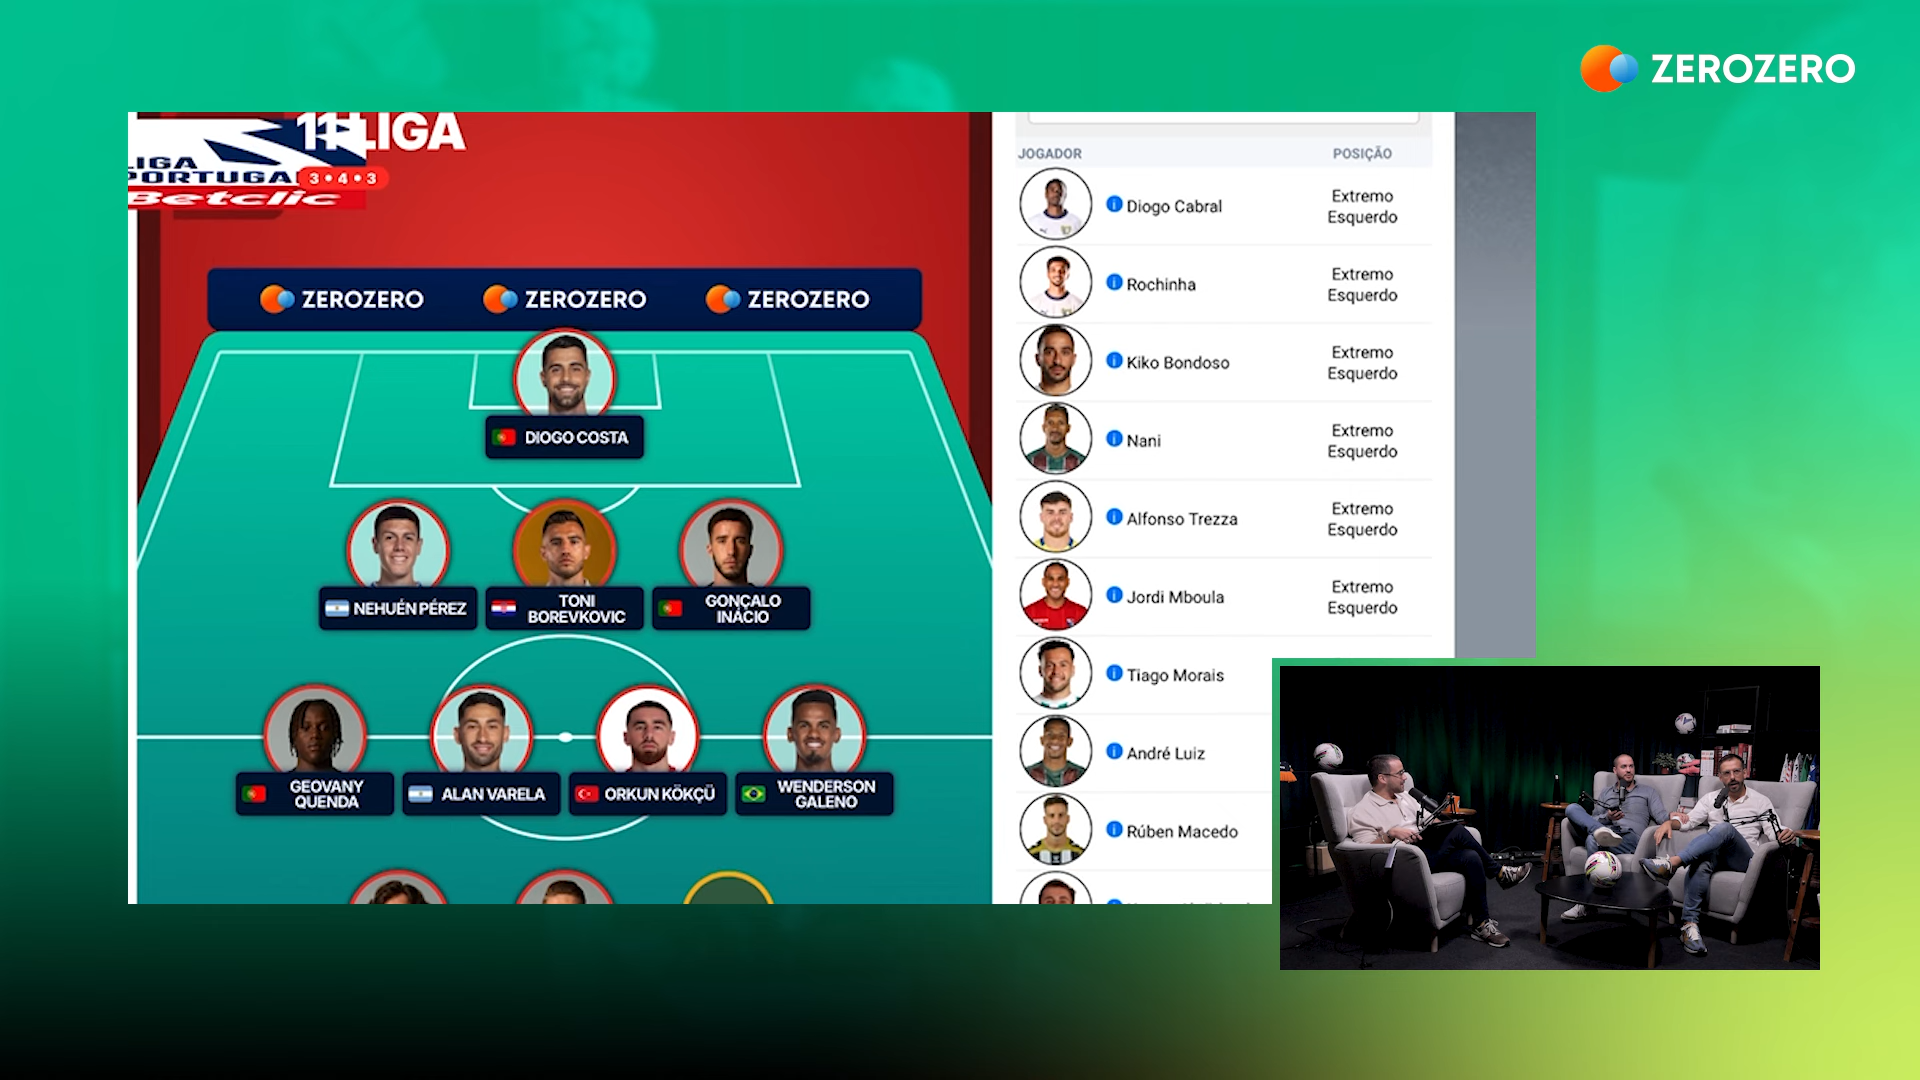 ZEROZERO
11 LIGA
LIGA
PORTUGAL
Betclic
3 • 4 • 3
ZEROZERO ZEROZERO ZEROZERO
DIOGO COSTA
NEHUÉN PÉREZ
TONI
BOREVKOVIC
GONÇALO
INÁCIO
GEOVANY
QUENDA
ALAN VARELA
ORKUN KÖKÇÜ
WENDERSON
GALENO
JOGADOR POSIÇÃO
Diogo Cabral Extremo
Esquerdo
Rochinha Extremo
Esquerdo
Kiko Bondoso Extremo
Esquerdo
Nani Extremo
Esquerdo
Alfonso Trezza Extremo
Esquerdo
Jordi Mboula Extremo
Esquerdo
Tiago Morais
André Luiz
Rúben Macedo